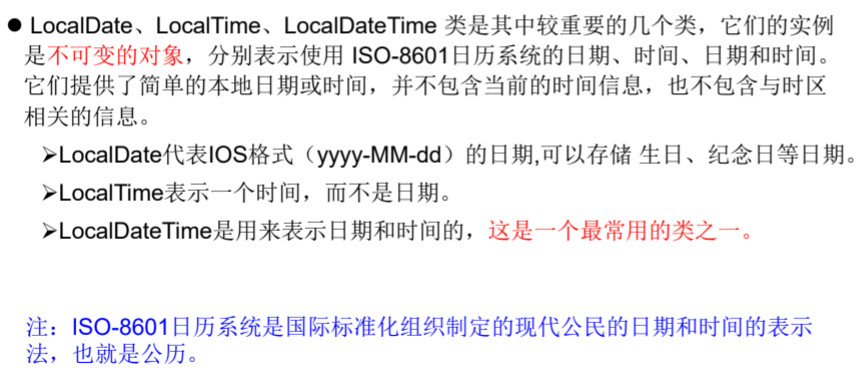 ● LocalDate、LocalTime、LocalDateTime 类是其中较重要的几个类，它们的实例
是不可变的对象，分别表示使用 ISO-8601日历系统的日期、时间、日期和时间。
它们提供了简单的本地日期或时间，并不包含当前的时间信息，也不包含与时区
相关的信息。
➢LocalDate代表IOS格式（yyyy-MM-dd）的日期,可以存储 生日、纪念日等日期。
➢LocalTime表示一个时间，而不是日期。
➢LocalDateTime是用来表示日期和时间的，这是一个最常用的类之一。
注：ISO-8601日历系统是国际标准化组织制定的现代公民的日期和时间的表示
法，也就是公历。